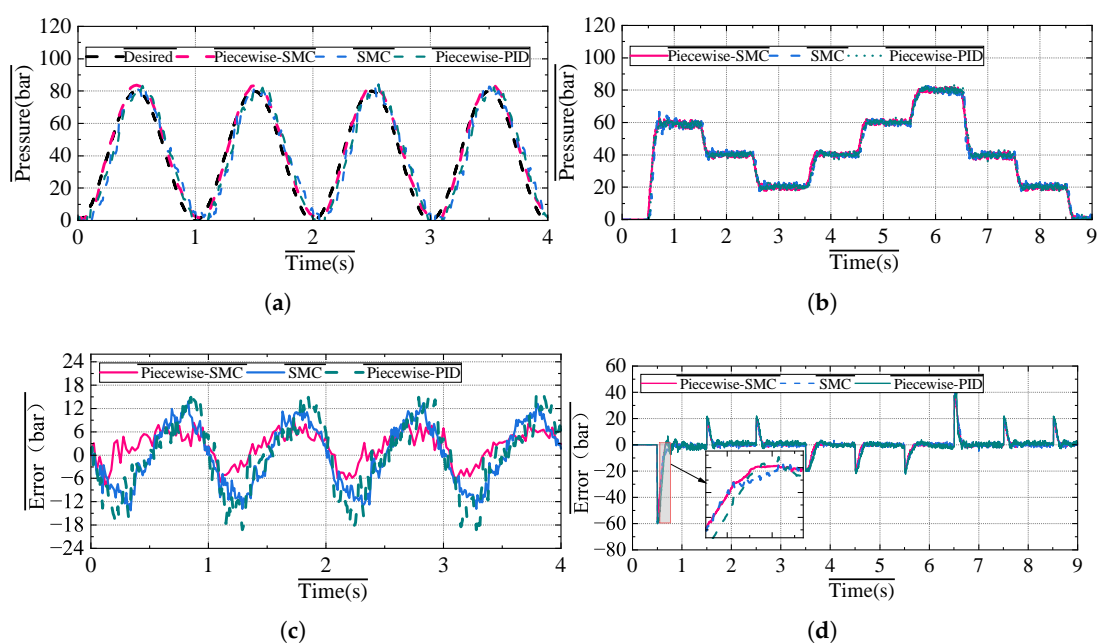 120
100
80
60
40
20
0
Pressure(bar)
Desired Piecewise-SMC SMC Piecewise-PID
0 1 2 3 4
Time(s)
(a)
120
100
80
60
40
20
0
Pressure(bar)
Piecewise-SMC SMC Piecewise-PID
0 1 2 3 4 5 6 7 8 9
Time(s)
(b)
24
18
12
6
0
−6
−12
−18
−24
Error（bar)
Piecewise-SMC SMC Piecewise-PID
0 1 2 3 4
Time(s)
(c)
60
40
20
0
−20
−40
−60
−80
Error（bar)
Piecewise-SMC SMC Piecewise-PID
0 1 2 3 4 5 6 7 8 9
Time(s)
(d)